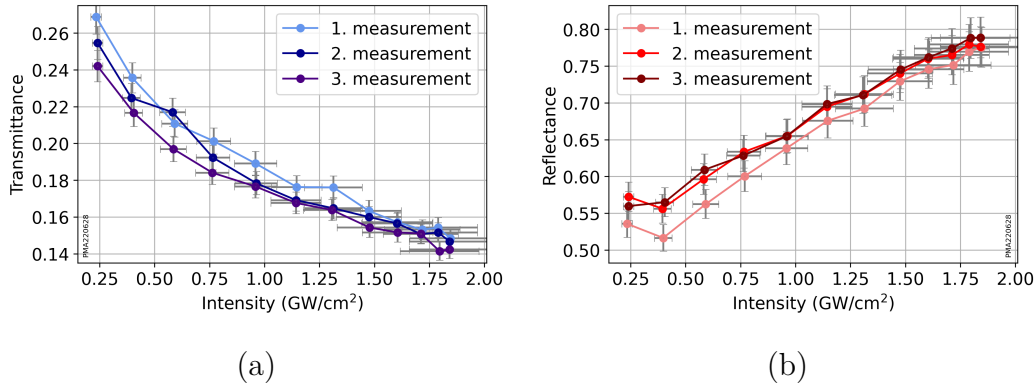 0.26
0.24
0.22
0.20
0.18
0.16
0.14
Transmittance
1. measurement
2. measurement
3. measurement
PMA220628
0.25 0.50 0.75 1.00 1.25 1.50 1.75 2.00
Intensity (GW/cm²)
(a)
0.80
0.75
0.70
0.65
0.60
0.55
0.50
Reflectance
1. measurement
2. measurement
3. measurement
PMA220628
0.25 0.50 0.75 1.00 1.25 1.50 1.75 2.00
Intensity (GW/cm²)
(b)